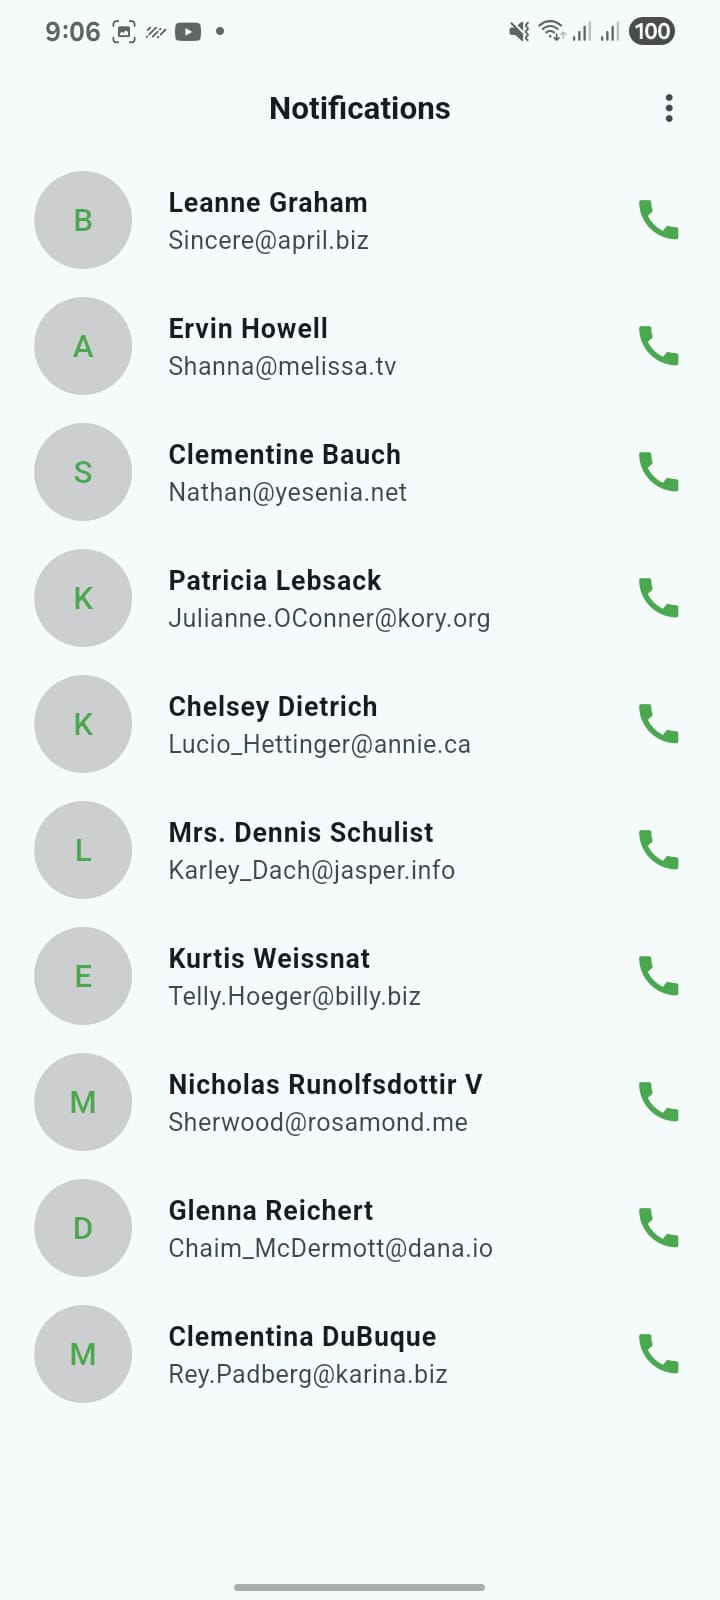 9:06
100
Notifications
B
Leanne Graham
Sincere@april.biz
A
Ervin Howell
Shanna@melissa.tv
S
Clementine Bauch
Nathan@yesenia.net
K
Patricia Lebsack
Julianne.OConner@kory.org
K
Chelsey Dietrich
Lucio_Hettinger@annie.ca
L
Mrs. Dennis Schulist
Karley_Dach@jasper.info
E
Kurtis Weissnat
Telly.Hoeger@billy.biz
M
Nicholas Runolfsdottir V
Sherwood@rosamond.me
D
Glenna Reichert
Chaim_McDermott@dana.io
M
Clementina DuBuque
Rey.Padberg@karina.biz